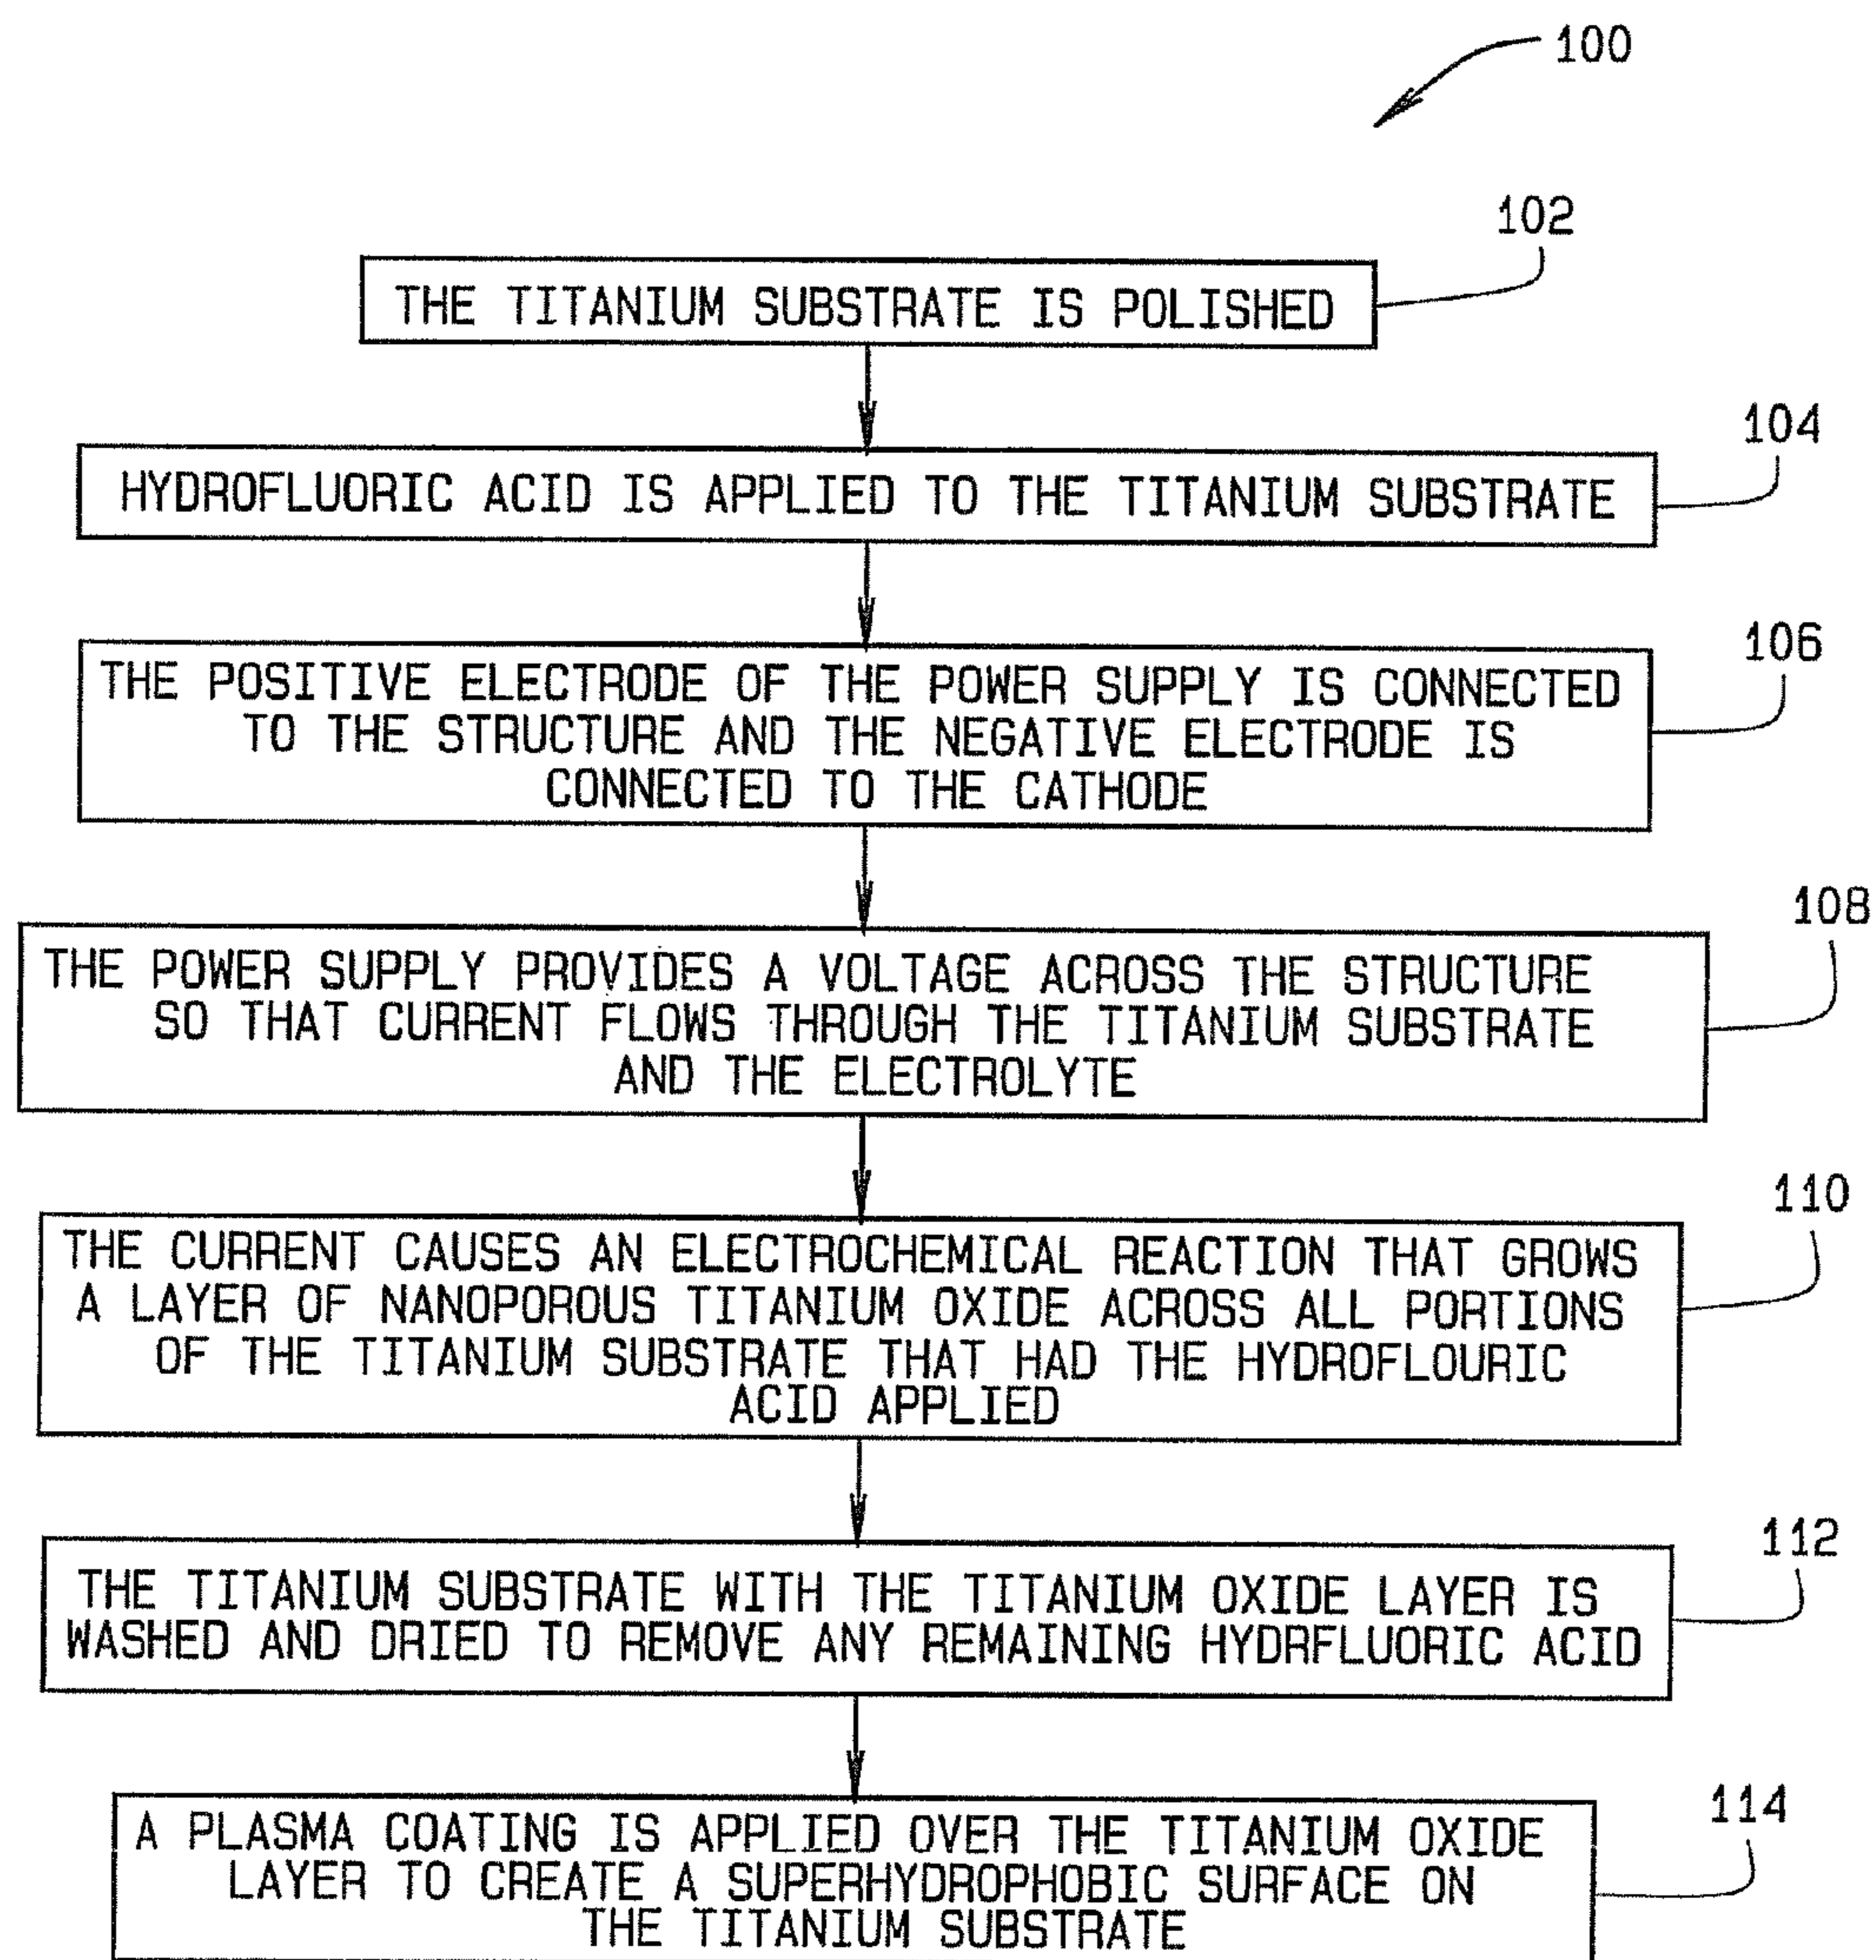 100
102
THE TITANIUM SUBSTRATE IS POLISHED
104
HYDROFLUORIC ACID IS APPLIED TO THE TITANIUM SUBSTRATE
106
THE POSITIVE ELECTRODE OF THE POWER SUPPLY IS CONNECTED
TO THE STRUCTURE AND THE NEGATIVE ELECTRODE IS
CONNECTED TO THE CATHODE
108
THE POWER SUPPLY PROVIDES A VOLTAGE ACROSS THE STRUCTURE
SO THAT CURRENT FLOWS THROUGH THE TITANIUM SUBSTRATE
AND THE ELECTROLYTE
110
THE CURRENT CAUSES AN ELECTROCHEMICAL REACTION THAT GROWS
A LAYER OF NANOPOROUS TITANIUM OXIDE ACROSS ALL PORTIONS
OF THE TITANIUM SUBSTRATE THAT HAD THE HYDROFLOURIC
ACID APPLIED
112
THE TITANIUM SUBSTRATE WITH THE TITANIUM OXIDE LAYER IS
WASHED AND DRIED TO REMOVE ANY REMAINING HYDRFLUORIC ACID
114
A PLASMA COATING IS APPLIED OVER THE TITANIUM OXIDE
LAYER TO CREATE A SUPERHYDROPHOBIC SURFACE ON
THE TITANIUM SUBSTRATE